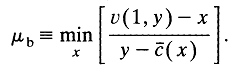 μ_b ≡ min_x [ (υ(1, y) − x) / (y − c̄(x)) ].